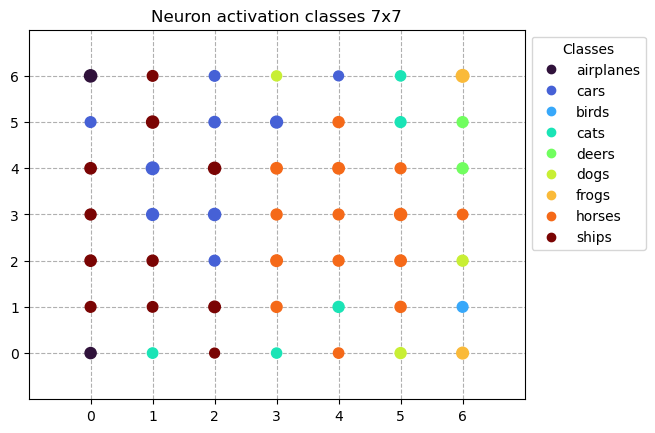 Neuron activation classes 7x7
Classes
airplanes
cars
birds
cats
deers
dogs
frogs
horses
ships
6
5
4
3
2
1
0
0 1 2 3 4 5 6